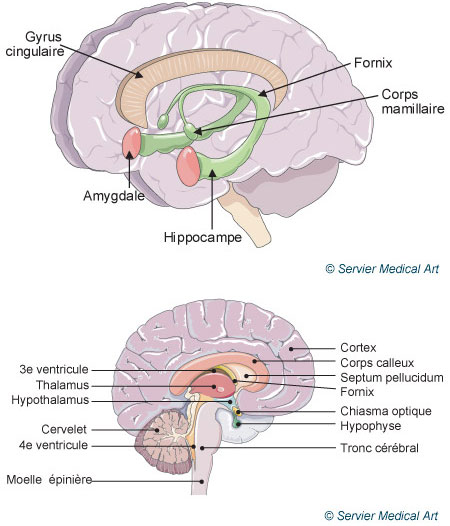 Gyrus
cingulaire
Fornix
Corps
mamillaire
Amygdale
Hippocampe
© Servier Medical Art
3e ventricule
Thalamus
Hypothalamus
Cervelet
4e ventricule
Moelle épinière
Cortex
Corps calleux
Septum pellucidum
Fornix
Chiasma optique
Hypophyse
Tronc cérébral
© Servier Medical Art